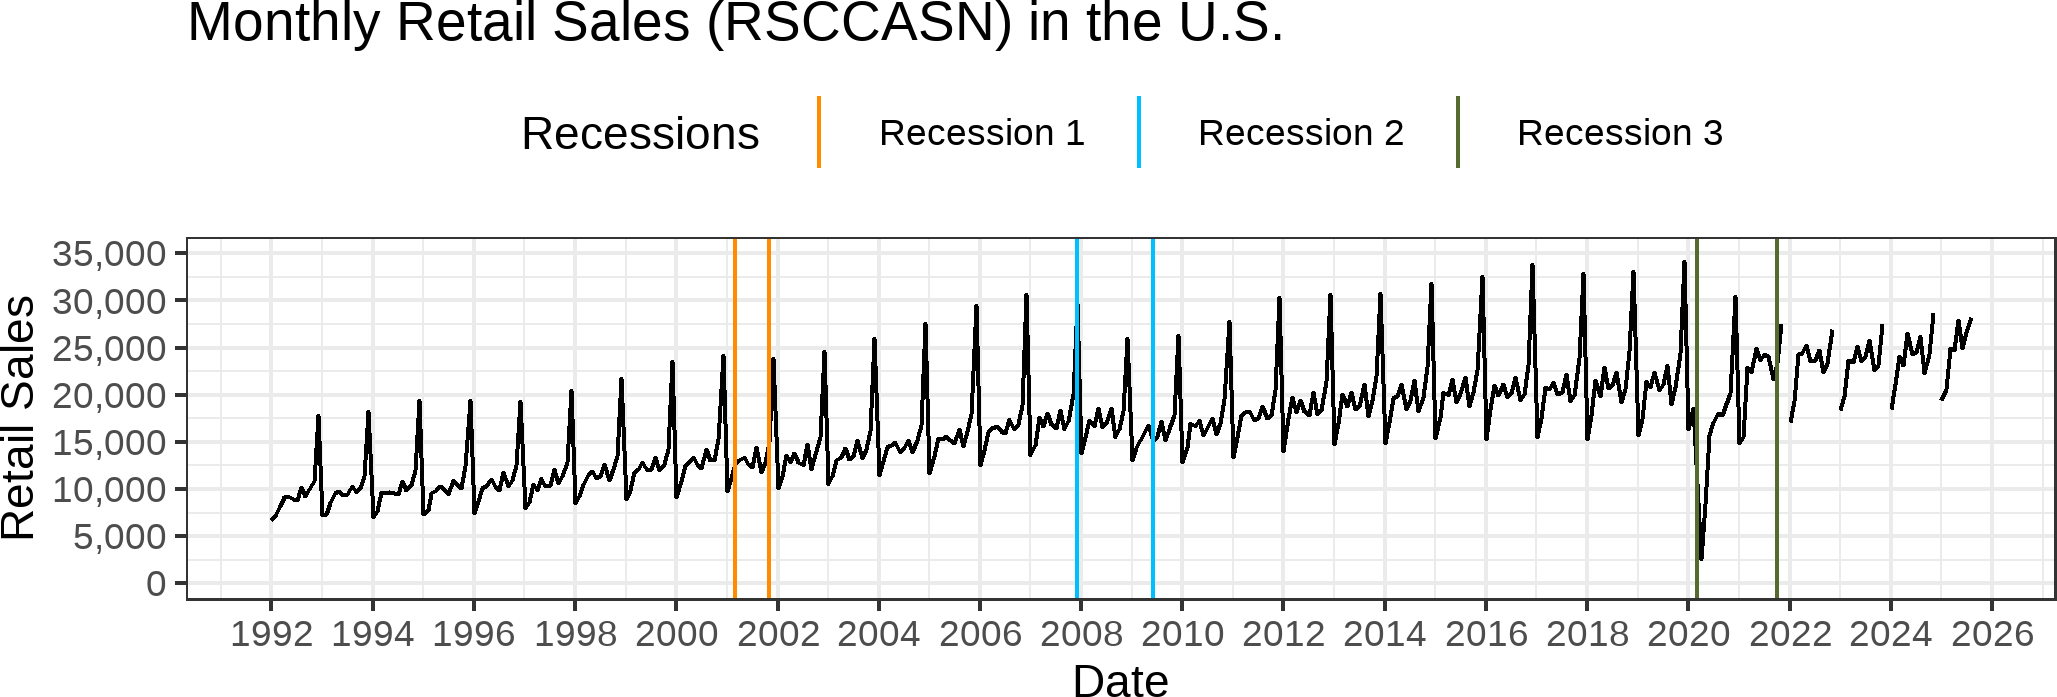 Monthly Retail Sales (RSCCASN) in the U.S.
Recessions Recession 1 Recession 2 Recession 3
Retail Sales
35,000
30,000
25,000
20,000
15,000
10,000
5,000
0
1992 1994 1996 1998 2000 2002 2004 2006 2008 2010 2012 2014 2016 2018 2020 2022 2024 2026
Date